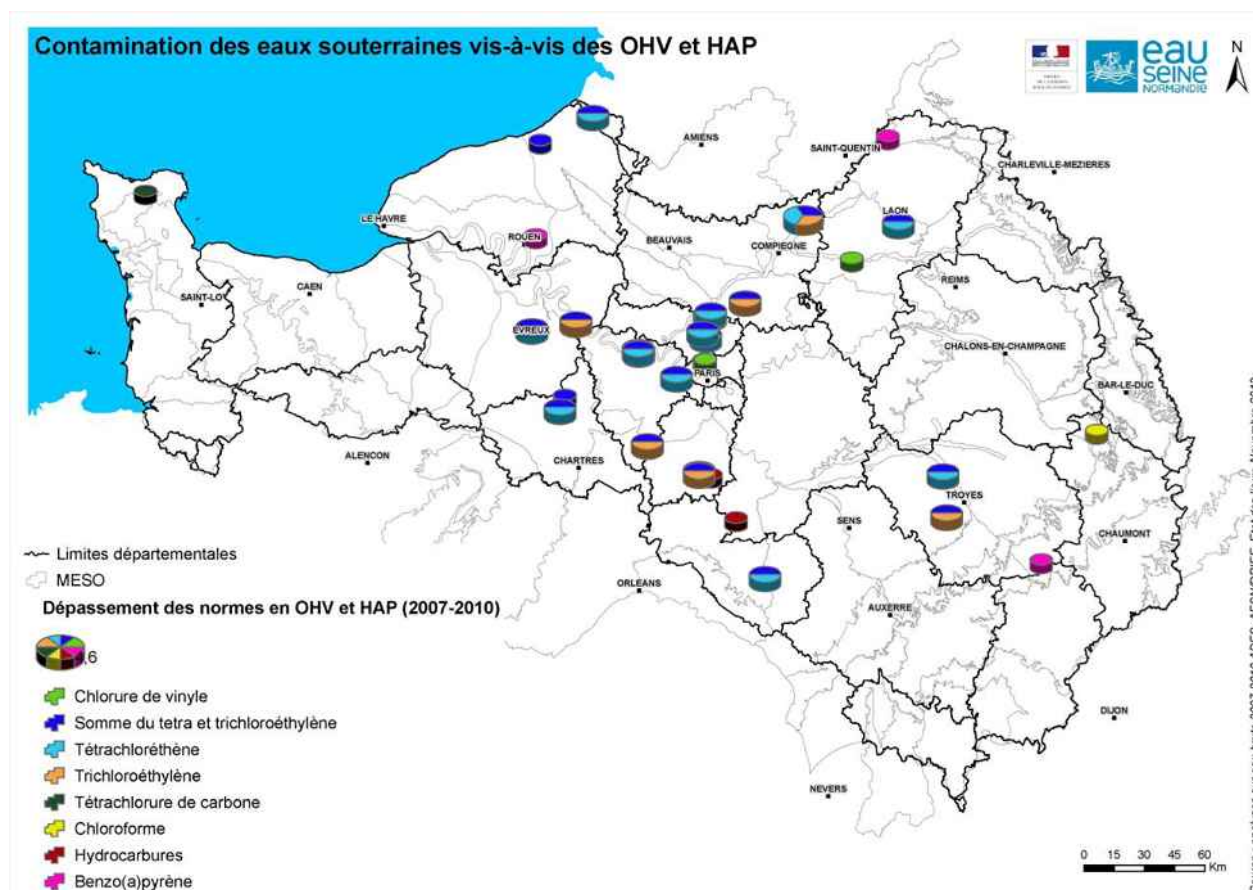 Contamination des eaux souterraines vis-à-vis des OHV et HAP
eau
SEINE
NORMANDIE
N
AMIENS
SAINT-QUENTIN
CHARLEVILLE-MEZIERES
LE HAVRE
ROUEN
BEAUVAIS
COMPIEGNE
LAON
REIMS
SAINT-LO
CAEN
EVREUX
CHALONS-EN-CHAMPAGNE
PARIS
BAR-LE-DUC
ALENCON
CHARTRES
TROYES
SENS
CHAUMONT
ORLEANS
AUXERRE
DIJON
NEVERS
Limites départementales
MESO
Dépassement des normes en OHV et HAP (2007-2010)
,6
Chlorure de vinyle
Somme du tetra et trichloroéthylène
Tétrachloréthène
Trichloroéthylène
Tétrachlorure de carbone
Chloroforme
Hydrocarbures
Benzo(a)pyrène
0 15 30 45 60
Km